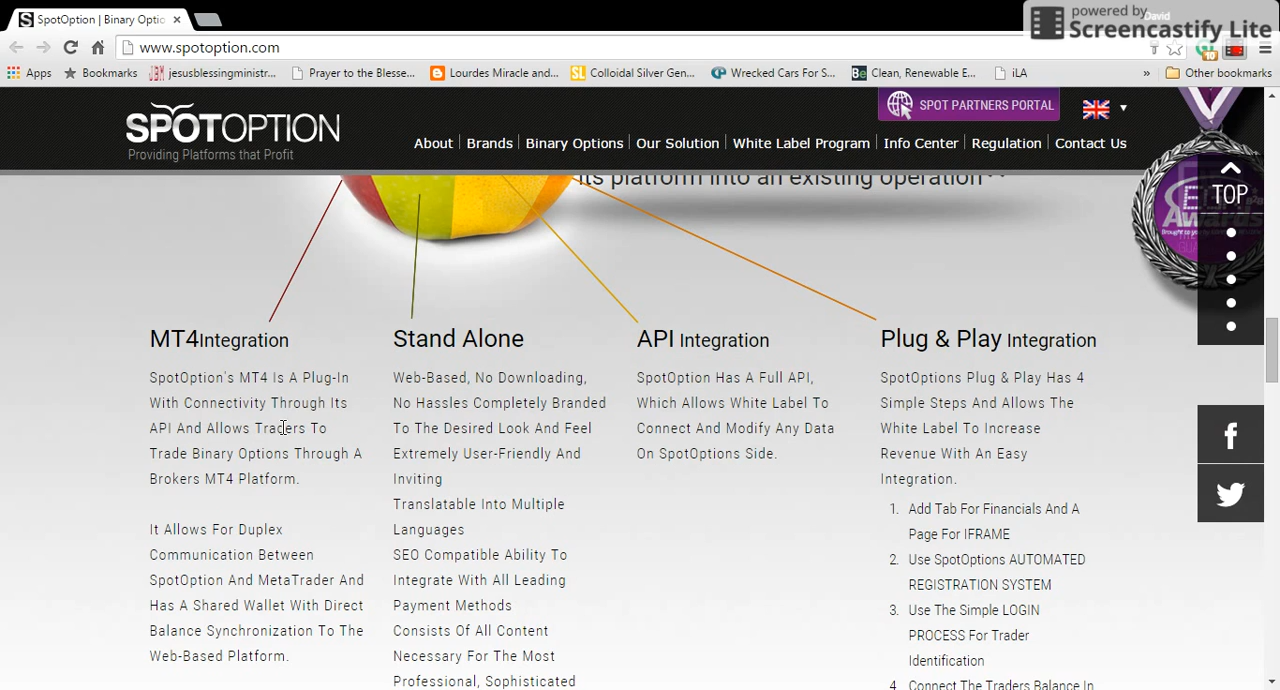 powered by
David
Screencastify Lite
SpotOption | Binary Optio
www.spotoption.com
10
Apps
Bookmarks
jesusblessingministr...
Prayer to the Blesse...
Lourdes Miracle and...
SL
Colloidal Silver Gen...
Wrecked Cars For S...
Be
Clean, Renewable E...
iLA
»
Other bookmarks
SPOTOPTION
Providing Platforms that Profit
SPOT PARTNERS PORTAL
About
Brands
Binary Options
Our Solution
White Label Program
Info Center
Regulation
Contact Us
its platform into an existing operation
TOP
Awards
MT4Integration
SpotOption's MT4 Is A Plug-In
With Connectivity Through Its
API And Allows Traders To
Trade Binary Options Through A
Brokers MT4 Platform.
It Allows For Duplex
Communication Between
SpotOption And MetaTrader And
Has A Shared Wallet With Direct
Balance Synchronization To The
Web-Based Platform.
Stand Alone
Web-Based, No Downloading,
No Hassles Completely Branded
To The Desired Look And Feel
Extremely User-Friendly And
Inviting
Translatable Into Multiple
Languages
SEO Compatible Ability To
Integrate With All Leading
Payment Methods
Consists Of All Content
Necessary For The Most
Professional, Sophisticated
API Integration
SpotOption Has A Full API,
Which Allows White Label To
Connect And Modify Any Data
On SpotOptions Side.
Plug & Play Integration
SpotOptions Plug & Play Has 4
Simple Steps And Allows The
White Label To Increase
Revenue With An Easy
Integration.
1. Add Tab For Financials And A
Page For IFRAME
2. Use SpotOptions AUTOMATED
REGISTRATION SYSTEM
3. Use The Simple LOGIN
PROCESS For Trader
Identification
4. Connect The Traders Balance In